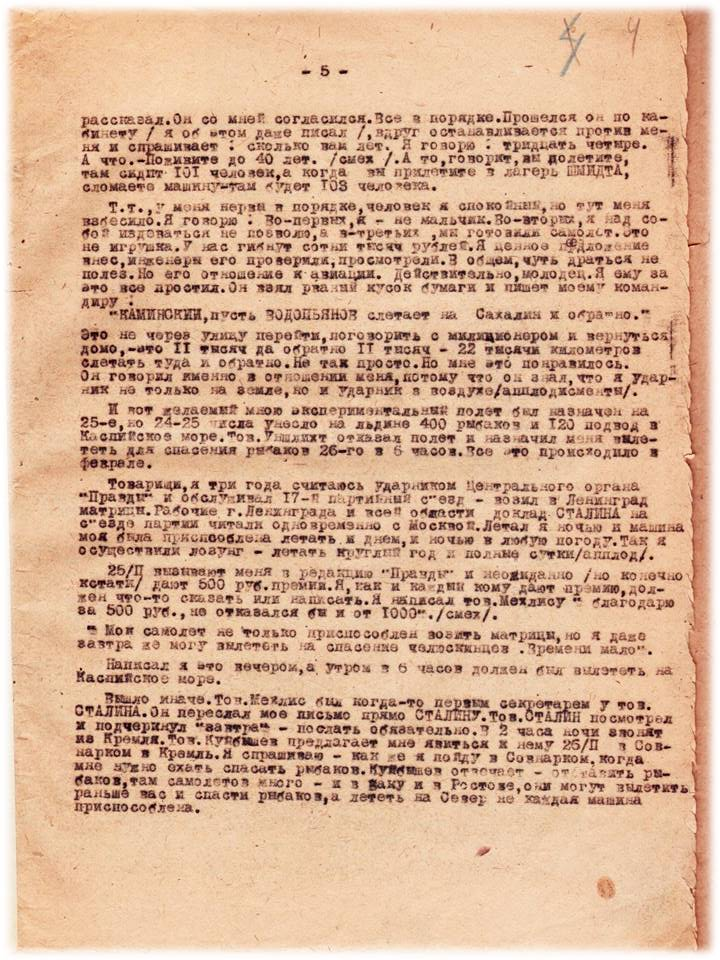 4
- 5 -
рассказал.Он со мной согласился.Все в порядке.Прошелся он по ка-
бинету / я об этом даже писал /,вдруг останавливается против ме-
ня и спрашивает : сколько вам лет. Я говорю : тридцать четыре.
А что.-Поживите до 40 лет. /смех /.А то,говорит,вы долетите,
там сидит 101 человек,а когда вы прилетите в лагерь ШМИДТА,
сломаете машину-там будет 103 человека.
Т.т.,у меня нервы в порядке,человек я спокойный,но тут меня
взбесило.Я говорю : Во-первых,я - не мальчик.Во-вторых,я над со-
бой издеваться не позволю,а в-третьих ,мы готовили самолет.Это
не игрушка.У нас гибнут сотни тысяч рублей.Я ценное предложение
внес,инженеры его проверили,просмотрели.В общем,чуть драться не
полез.Но его отношение к авиации. Действительно,молодец.Я ему за
это все простил.Он взял рваный кусок бумаги и пишет моему коман-
диру :
"КАМИНСКИЙ,пусть ВОДОПЬЯНОВ слетает на Сахалин и обратно."
Это не через улицу перейти,поговорить с милиционером и вернуться
домо,-это 11 тысяч да обратно 11 тысяч - 22 тысячи километров
слетать туда и обратно.Не так просто.Но мне это понравилось.
Он говорил именно в отношении меня,потому что он знал,что я удар-
ник не только на земле,но и ударник в воздухе/апплодисменты/.
И вот желаемый мною экспериментальный полет был назначен на
25-е,но 24-25 числа унесло на льдине 400 рыбаков и 120 подвод в
Каспийское море.Тов.Уншлихт отказал полет и назначил меня выле-
теть для спасения рыбаков 26-го в 6 часов.Все это происходило в
феврале.
Товарищи,я три года считаюсь ударником Центрального органа
"Правды" и обслуживал 17-й партийный с"езд - возил в Ленинград
матрицы.Рабочие г.Ленинграда и всей области доклад СТАЛИНА на
с"езде партии читали одновременно с Москвой.Летал я ночью и машина
моя была приспособлена летать и днем,и ночью в любую погоду.Так я
осуществили лозунг - летать круглый год и полные сутки/апплод/.
25/П вызывают меня в редакцию "Правды" и неожиданно /но конечно
кстати/ дают 500 руб.премии.Я,как и каждый кому дают премию,дол-
жен что-то сказать или написать.Я написал тов.Мехлису " благодарю
за 500 руб.,не отказался бы и от 1000"./смех/.
" Мой самолет не только приспособлен возить матрицы,но я даже
завтра же могу вылететь на спасение челюскинцев .Времени мало".
Написал я это вечером,а утром в 6 часов должен был вылететь на
Каспийское море.
Вышло иначе.Тов.Мехлис был когда-то первым секретарем у тов.
СТАЛИНА.Он переслал мое письмо прямо СТАЛИНУ.Тов.СТАЛИН посмотрел
и подчеркнул "завтра" - послать обязательно.В 2 часа ночи звонят
из Кремля.Тов.Куйбышев предлагает мне явиться к нему 26/П в Сов-
нарком в Кремль.Я спрашиваю - как же я пойду в Совнарком,когда
мне нужно ехать спасать рыбаков.Куйбышев отвечает - отставить ры-
баков,там самолетов много - и в Баку и в Ростове,они могут вылетить
раньше вас и спасти рыбаков,а лететь на Север не каждая машина
приспособлена.